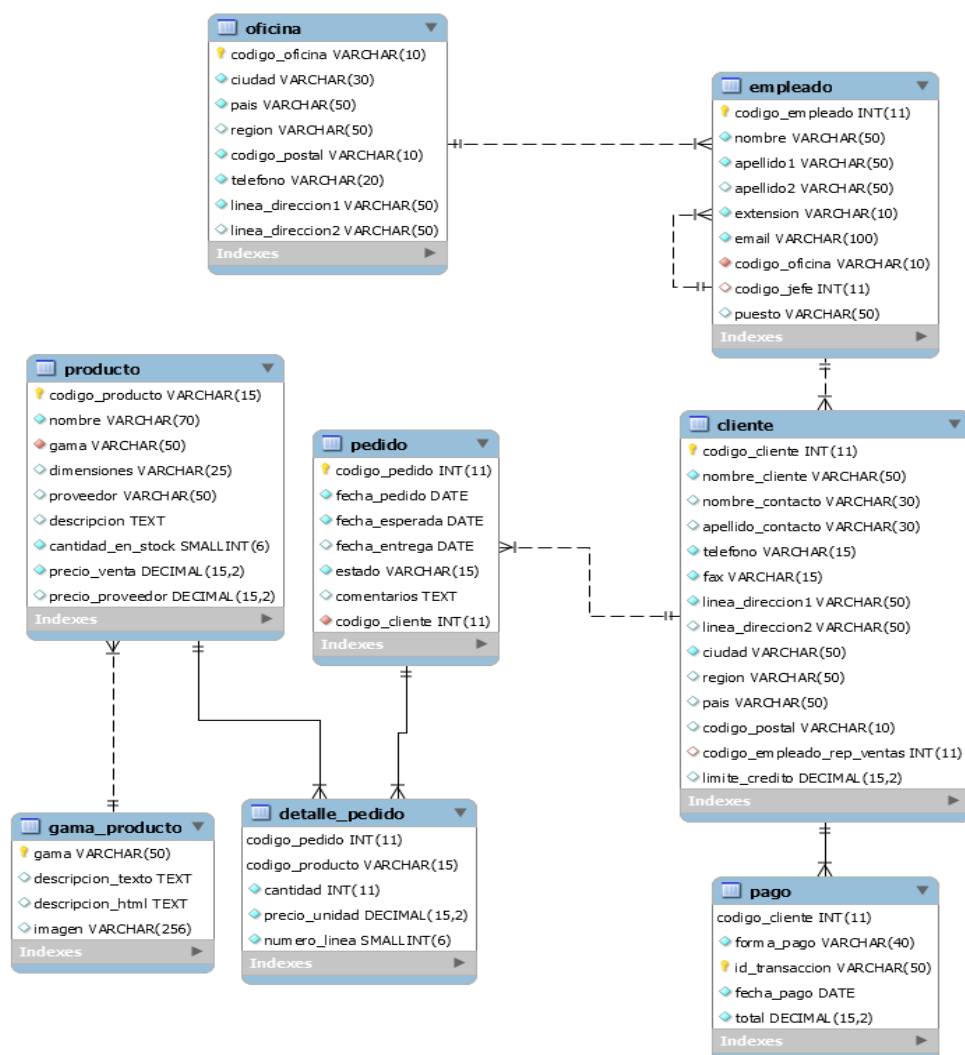 oficina
codigo_oficina VARCHAR(10)
ciudad VARCHAR(30)
pais VARCHAR(50)
region VARCHAR(50)
codigo_postal VARCHAR(10)
telefono VARCHAR(20)
linea_direccion1 VARCHAR(50)
linea_direccion2 VARCHAR(50)
Indexes
empleado
codigo_empleado INT(11)
nombre VARCHAR(50)
apellido1 VARCHAR(50)
apellido2 VARCHAR(50)
extension VARCHAR(10)
email VARCHAR(100)
codigo_oficina VARCHAR(10)
codigo_jefe INT(11)
puesto VARCHAR(50)
Indexes
producto
codigo_producto VARCHAR(15)
nombre VARCHAR(70)
gama VARCHAR(50)
dimensiones VARCHAR(25)
proveedor VARCHAR(50)
descripcion TEXT
cantidad_en_stock SMALLINT(6)
precio_venta DECIMAL(15,2)
precio_proveedor DECIMAL(15,2)
Indexes
pedido
codigo_pedido INT(11)
fecha_pedido DATE
fecha_esperada DATE
fecha_entrega DATE
estado VARCHAR(15)
comentarios TEXT
codigo_cliente INT(11)
Indexes
cliente
codigo_cliente INT(11)
nombre_cliente VARCHAR(50)
nombre_contacto VARCHAR(30)
apellido_contacto VARCHAR(30)
telefono VARCHAR(15)
fax VARCHAR(15)
linea_direccion1 VARCHAR(50)
linea_direccion2 VARCHAR(50)
ciudad VARCHAR(50)
region VARCHAR(50)
pais VARCHAR(50)
codigo_postal VARCHAR(10)
codigo_empleado_rep_ventas INT(11)
limite_credito DECIMAL(15,2)
Indexes
gama_producto
gama VARCHAR(50)
descripcion_texto TEXT
descripcion_html TEXT
imagen VARCHAR(256)
Indexes
detalle_pedido
codigo_pedido INT(11)
codigo_producto VARCHAR(15)
cantidad INT(11)
precio_unidad DECIMAL(15,2)
numero_linea SMALLINT(6)
Indexes
pago
codigo_cliente INT(11)
forma_pago VARCHAR(40)
id_transaccion VARCHAR(50)
fecha_pago DATE
total DECIMAL(15,2)
Indexes